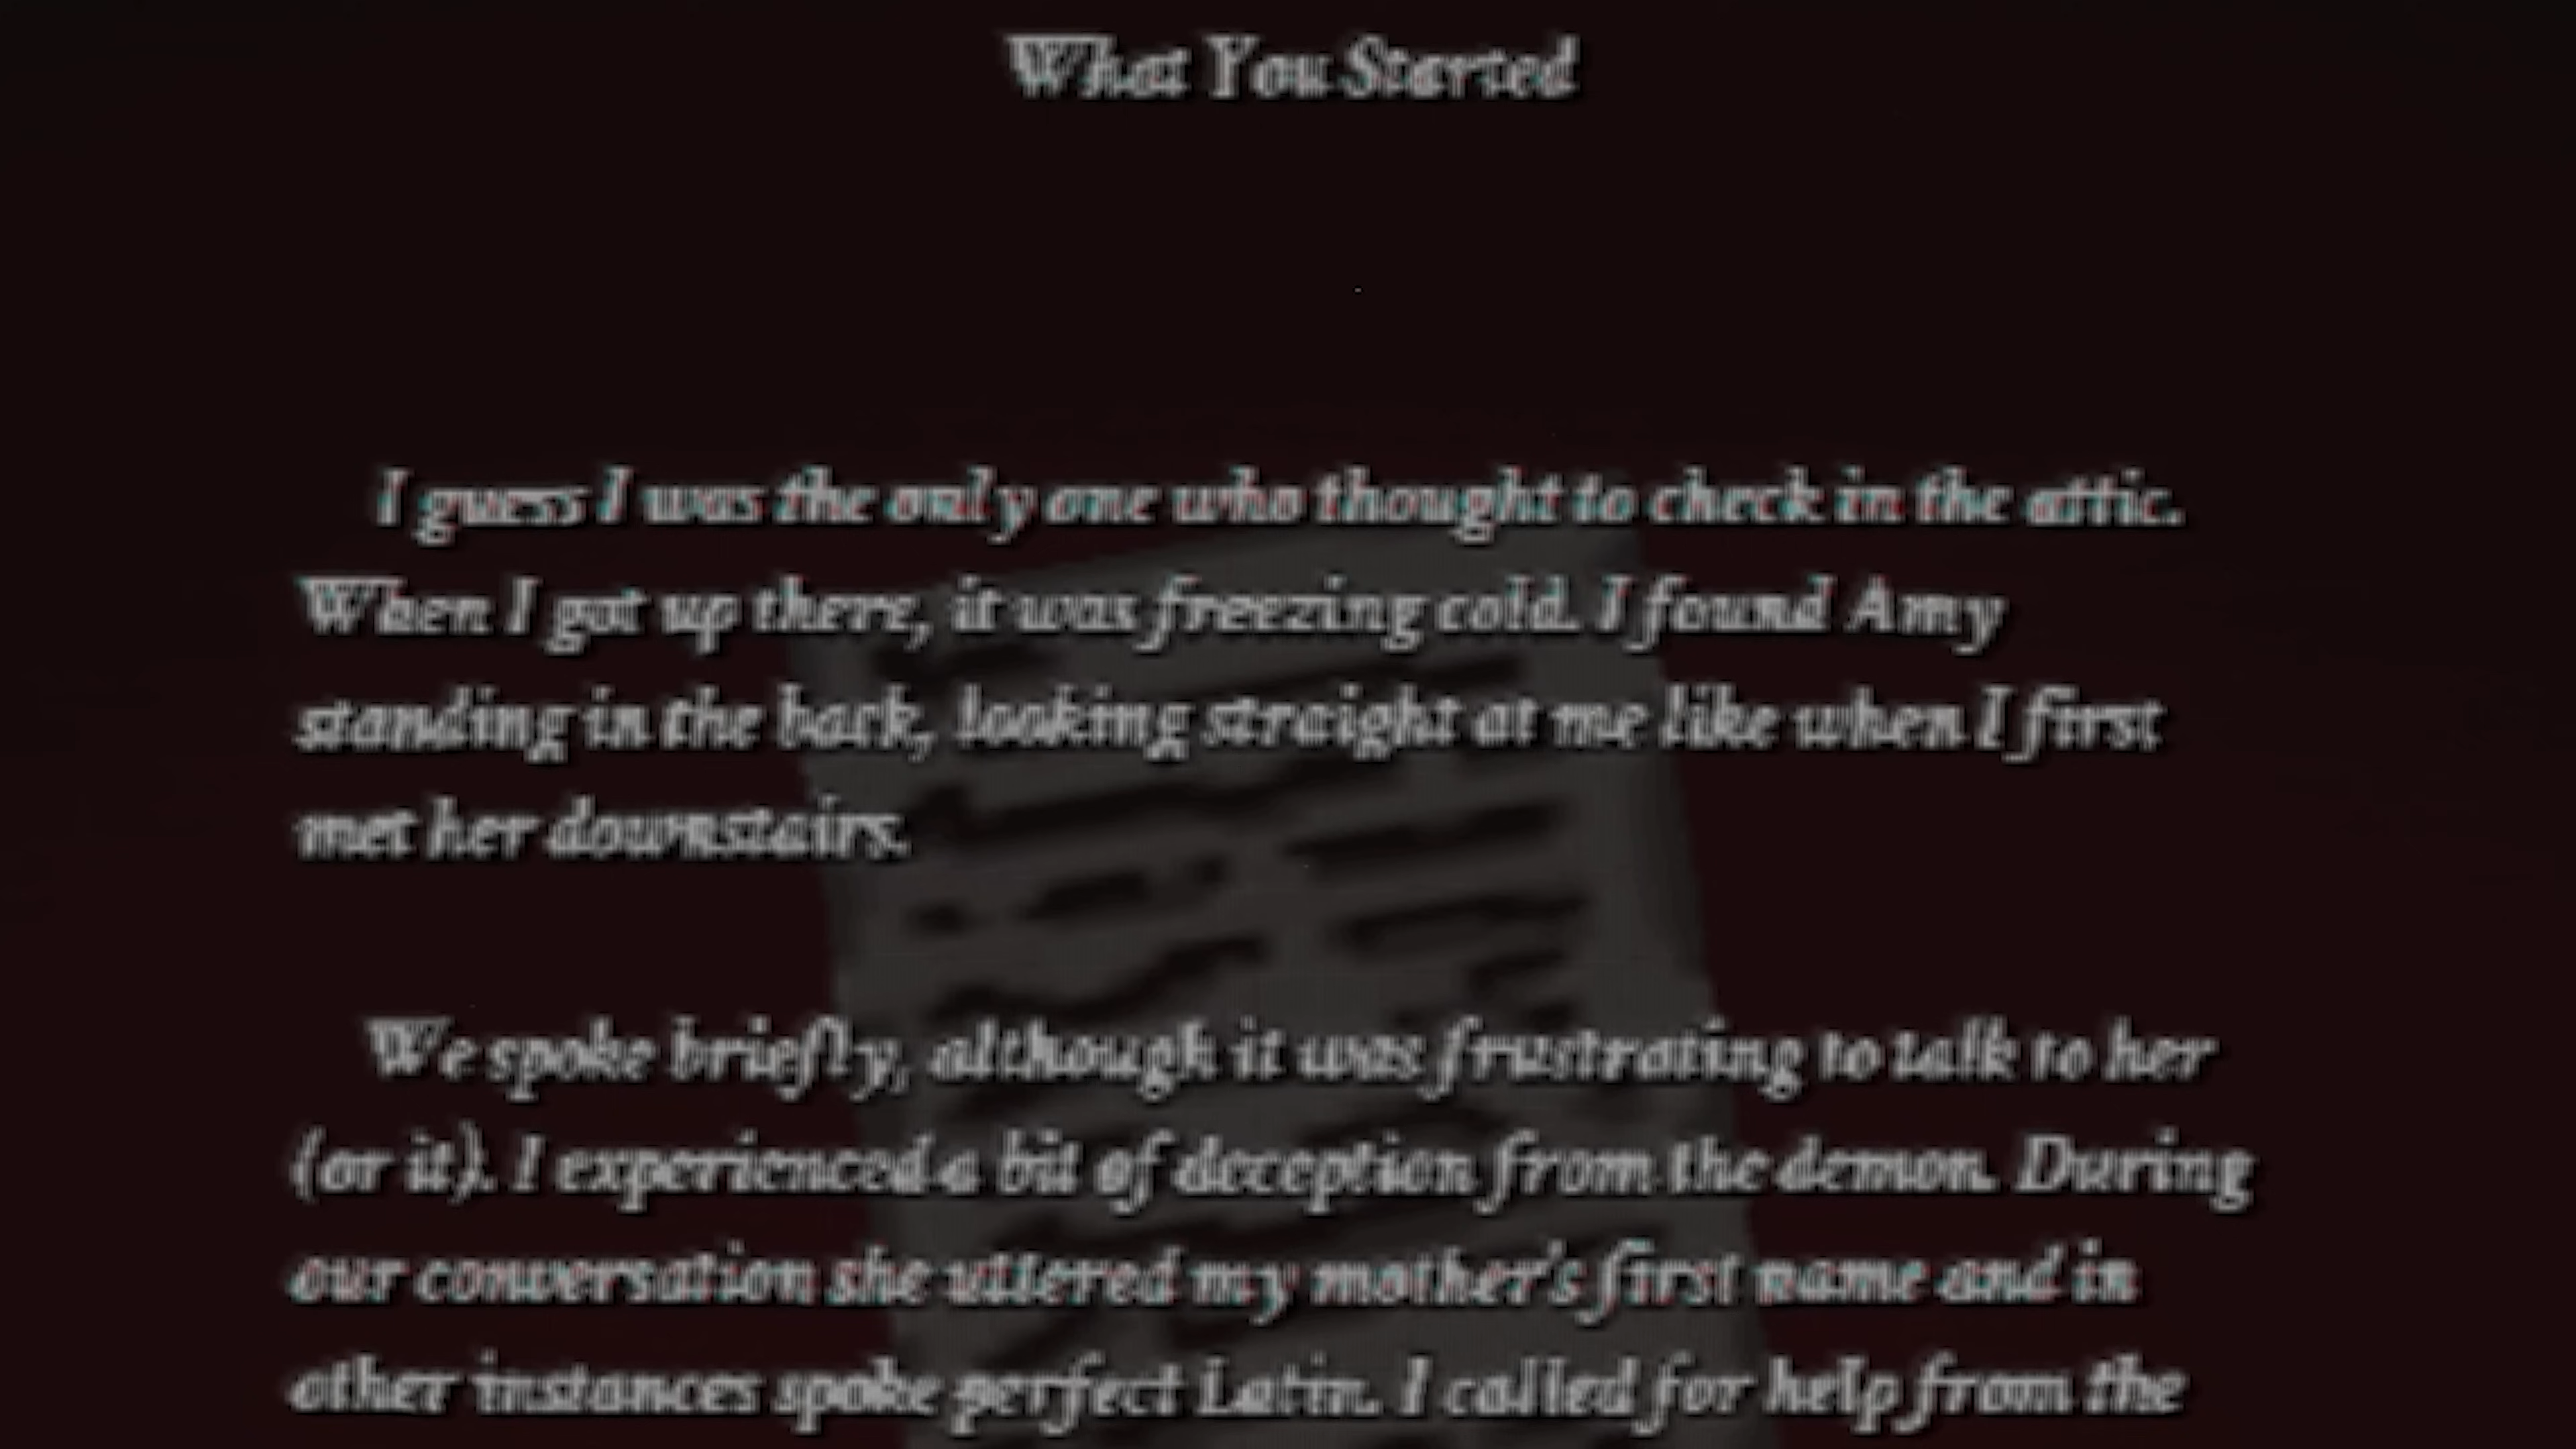 What You Started
I guess I was the only one who thought to check in the attic.
When I got up there, it was freezing cold. I found Amy
standing in the back, looking straight at me like when I first
met her downstairs.
We spoke briefly, although it was frustrating to talk to her
(or it). I experienced a bit of deception from the demon. During
our conversation she uttered my mother's first name and in
other instances spoke perfect Latin. I called for help from the